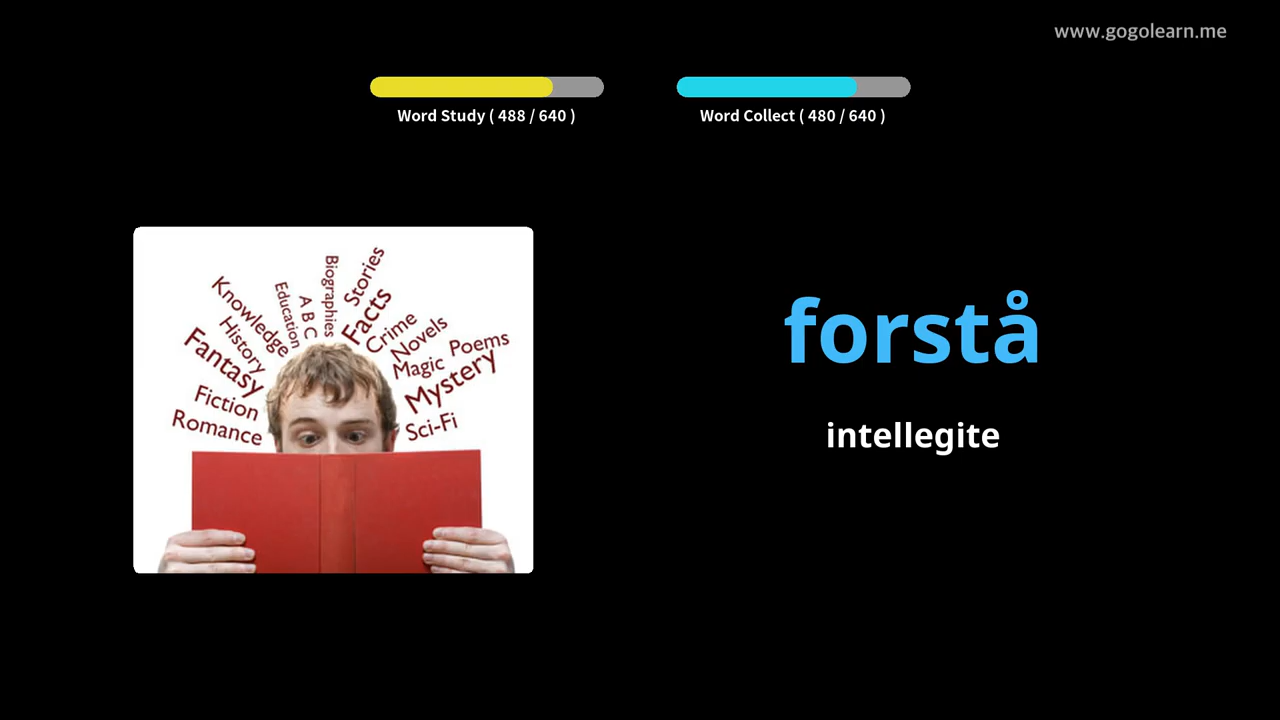 www.gogolearn.me
Word Study ( 488 / 640 )
Word Collect ( 480 / 640 )
Knowledge
History
Fantasy
Fiction
Romance
Education
A B C
Biographies
Stories
Facts
Crime
Novels
Magic
Poems
Mystery
Sci-Fi
forstå
intellegite